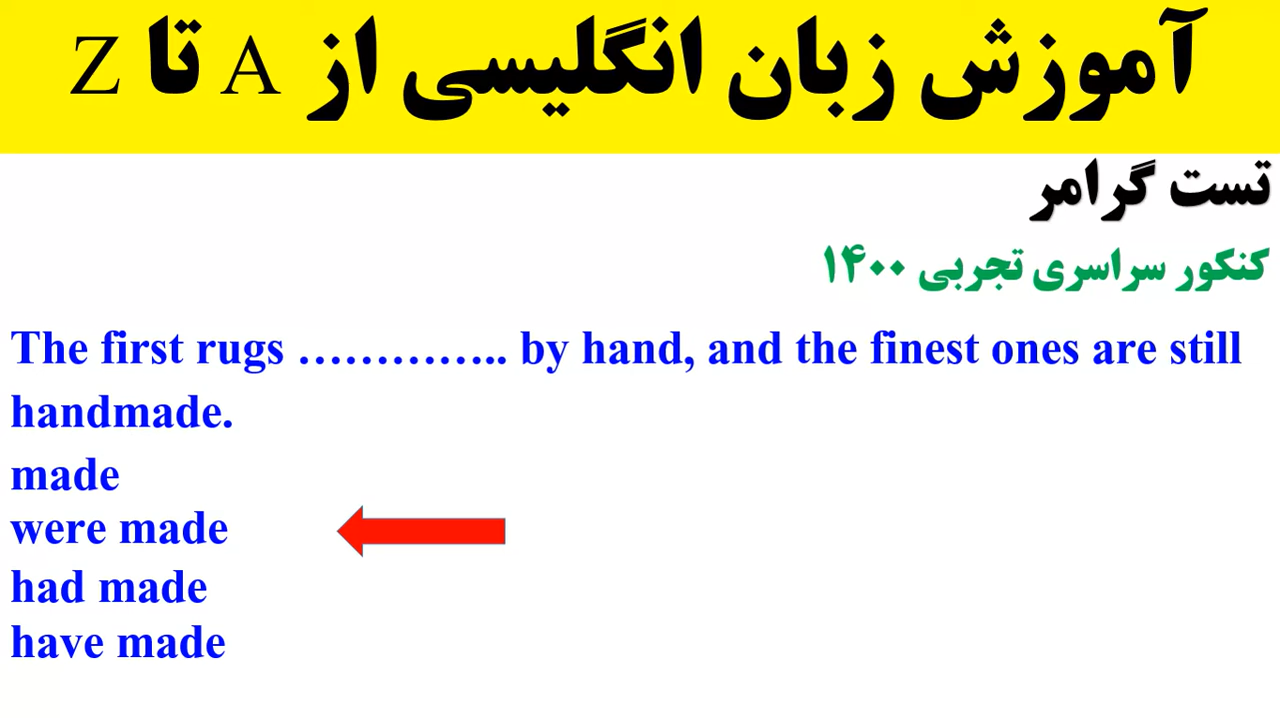 آموزش زبان انگلیسی از A تا Z
تست گرامر
کنکور سراسری تجربی ۱۴۰۰
The first rugs ………….. by hand, and the finest ones are still
handmade.
made
were made
had made
have made